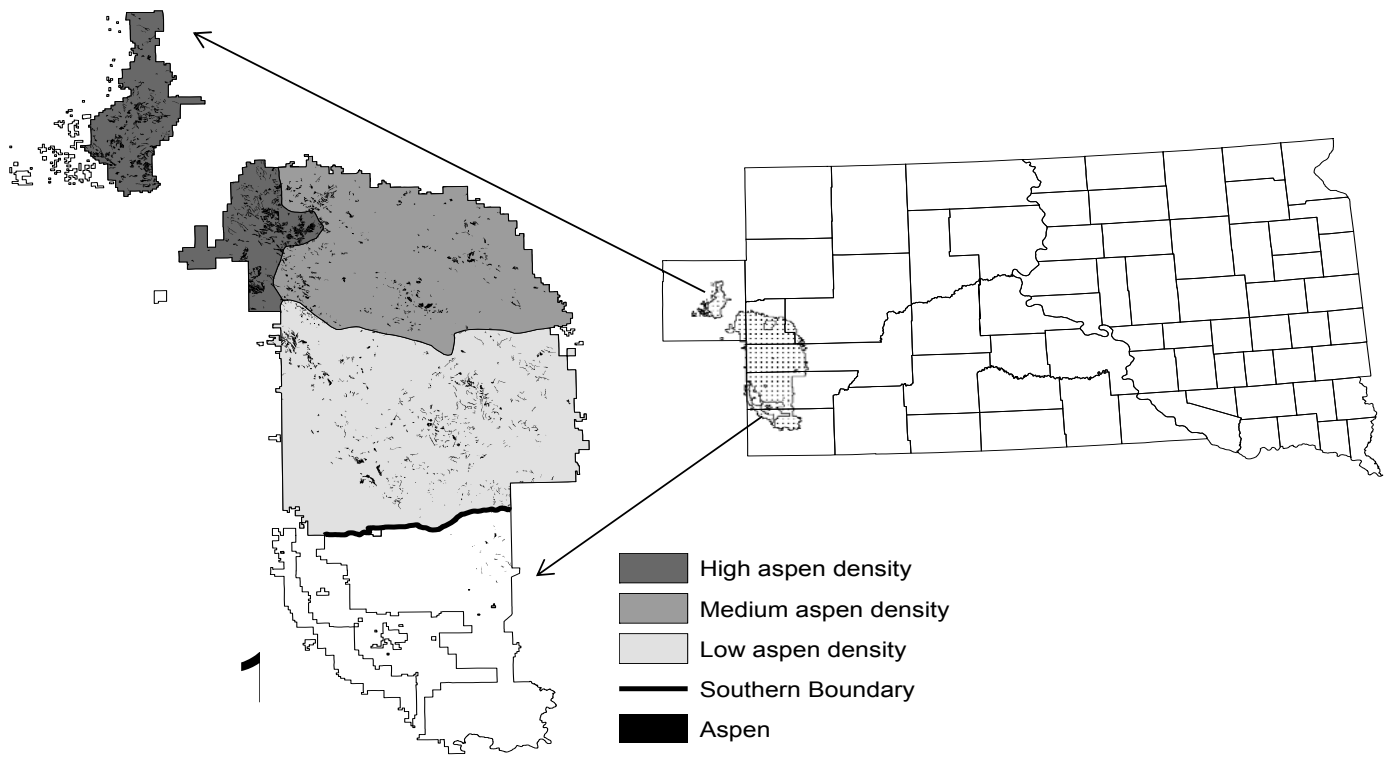 High aspen density
Medium aspen density
Low aspen density
Southern Boundary
Aspen